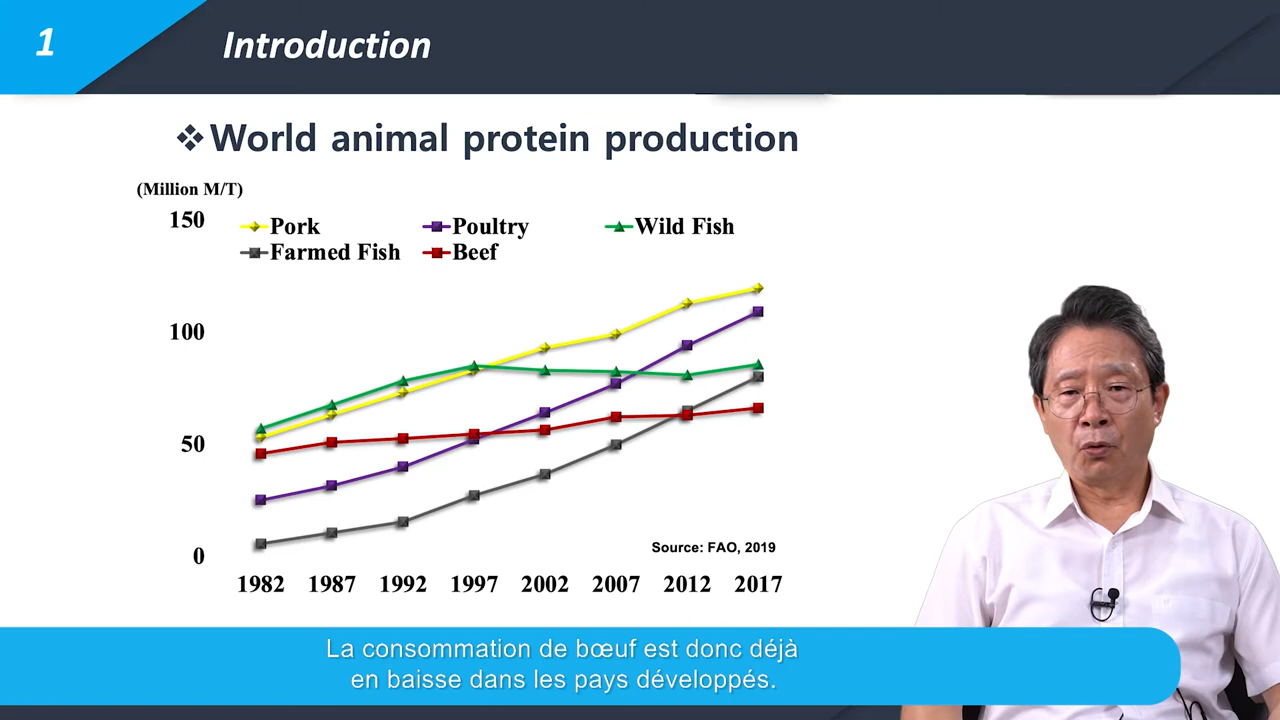 1
Introduction
❖World animal protein production
(Million M/T)
150
100
50
0
Pork
Poultry
Wild Fish
Farmed Fish
Beef
Source: FAO, 2019
1982 1987 1992 1997 2002 2007 2012 2017
La consommation de bœuf est donc déjà
en baisse dans les pays développés.